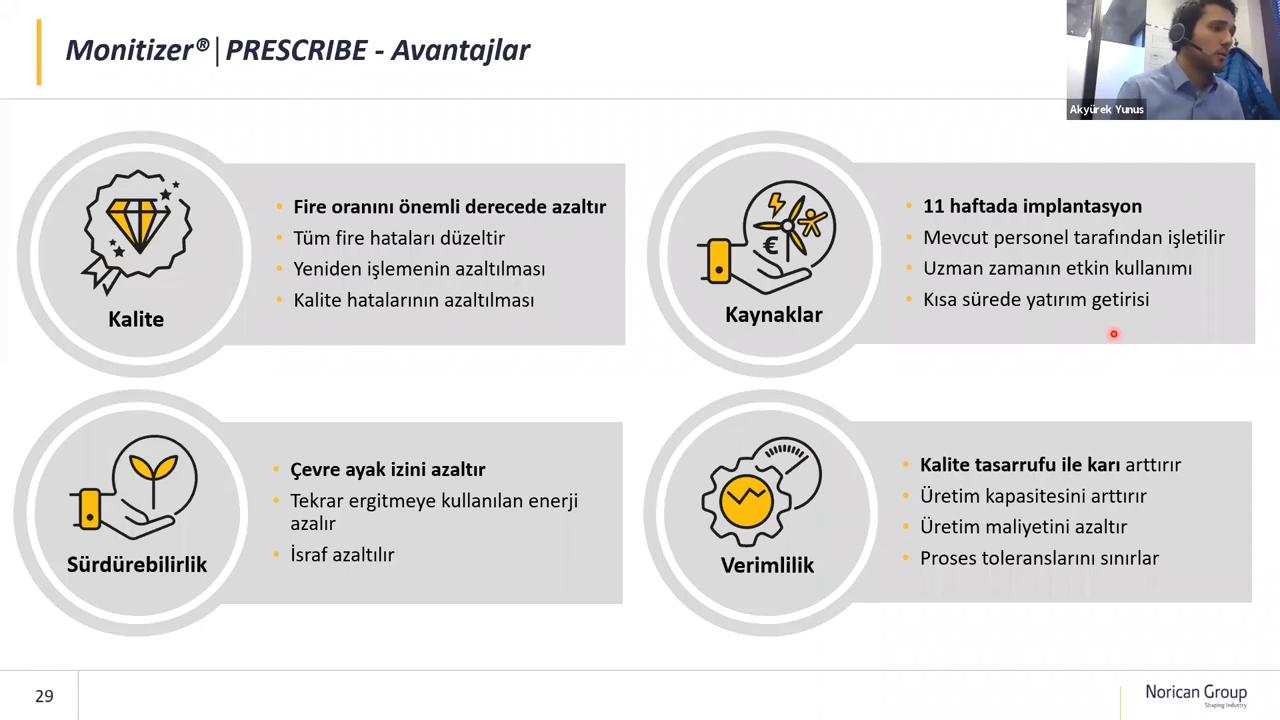 Monitizer®|PRESCRIBE - Avantajlar
Akyürek Yunus
Kalite
Fire oranını önemli derecede azaltır
Tüm fire hataları düzeltir
Yeniden işlemenin azaltılması
Kalite hatalarının azaltılması
€
Kaynaklar
11 haftada implantasyon
Mevcut personel tarafından işletilir
Uzman zamanın etkin kullanımı
Kısa sürede yatırım getirisi
Sürdürebilirlik
Çevre ayak izini azaltır
Tekrar ergitmeye kullanılan enerji
azalır
İsraf azaltılır
Verimlilik
Kalite tasarrufu ile karı arttırır
Üretim kapasitesini arttırır
Üretim maliyetini azaltır
Proses toleranslarını sınırlar
29
Norican Group
Shaping Industry